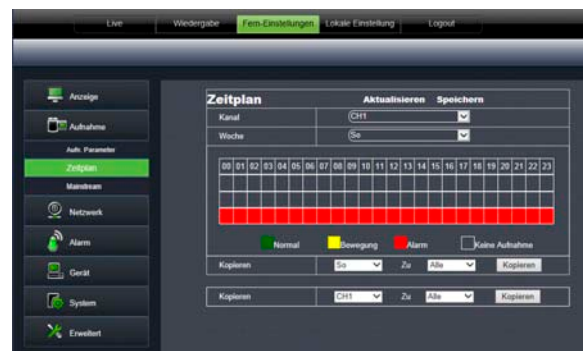 Live Wiedergabe Fern-Einstellungen Lokale Einstellung Logout
Anzeige
Aufnahme
Aufn. Parameter
Zeitplan
Mainstream
Netzwerk
Alarm
Gerät
System
Erweitert
Zeitplan Aktualisieren Speichern
Kanal CH1
Woche So
00 01 02 03 04 05 06 07 08 09 10 11 12 13 14 15 16 17 18 19 20 21 22 23
Normal Bewegung Alarm Keine Aufnahme
Kopieren So Zu Alle Kopieren
Kopieren CH1 Zu Alle Kopieren